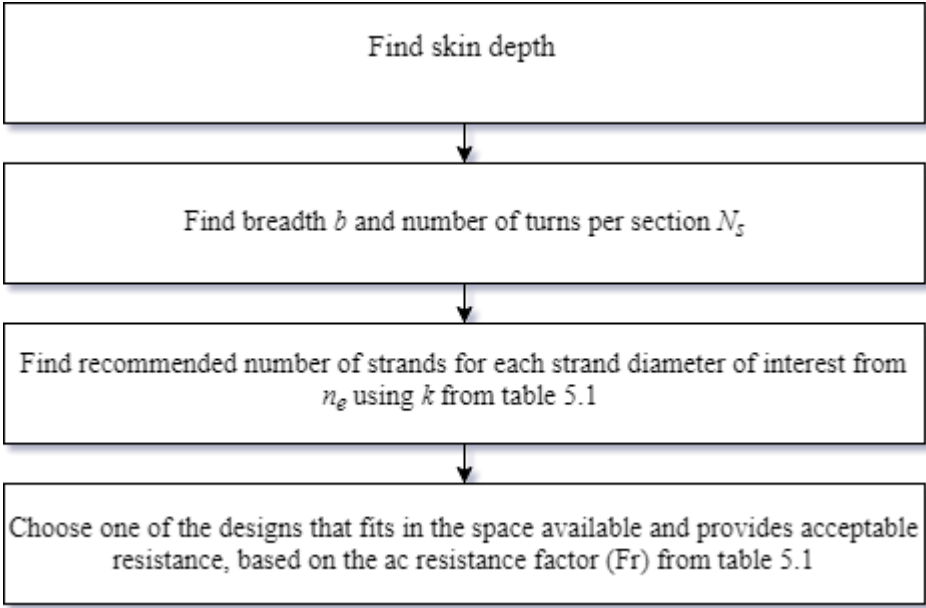 Find skin depth
Find breadth b and number of turns per section Ns
Find recommended number of strands for each strand diameter of interest from
ne using k from table 5.1
Choose one of the designs that fits in the space available and provides acceptable
resistance, based on the ac resistance factor (Fr) from table 5.1